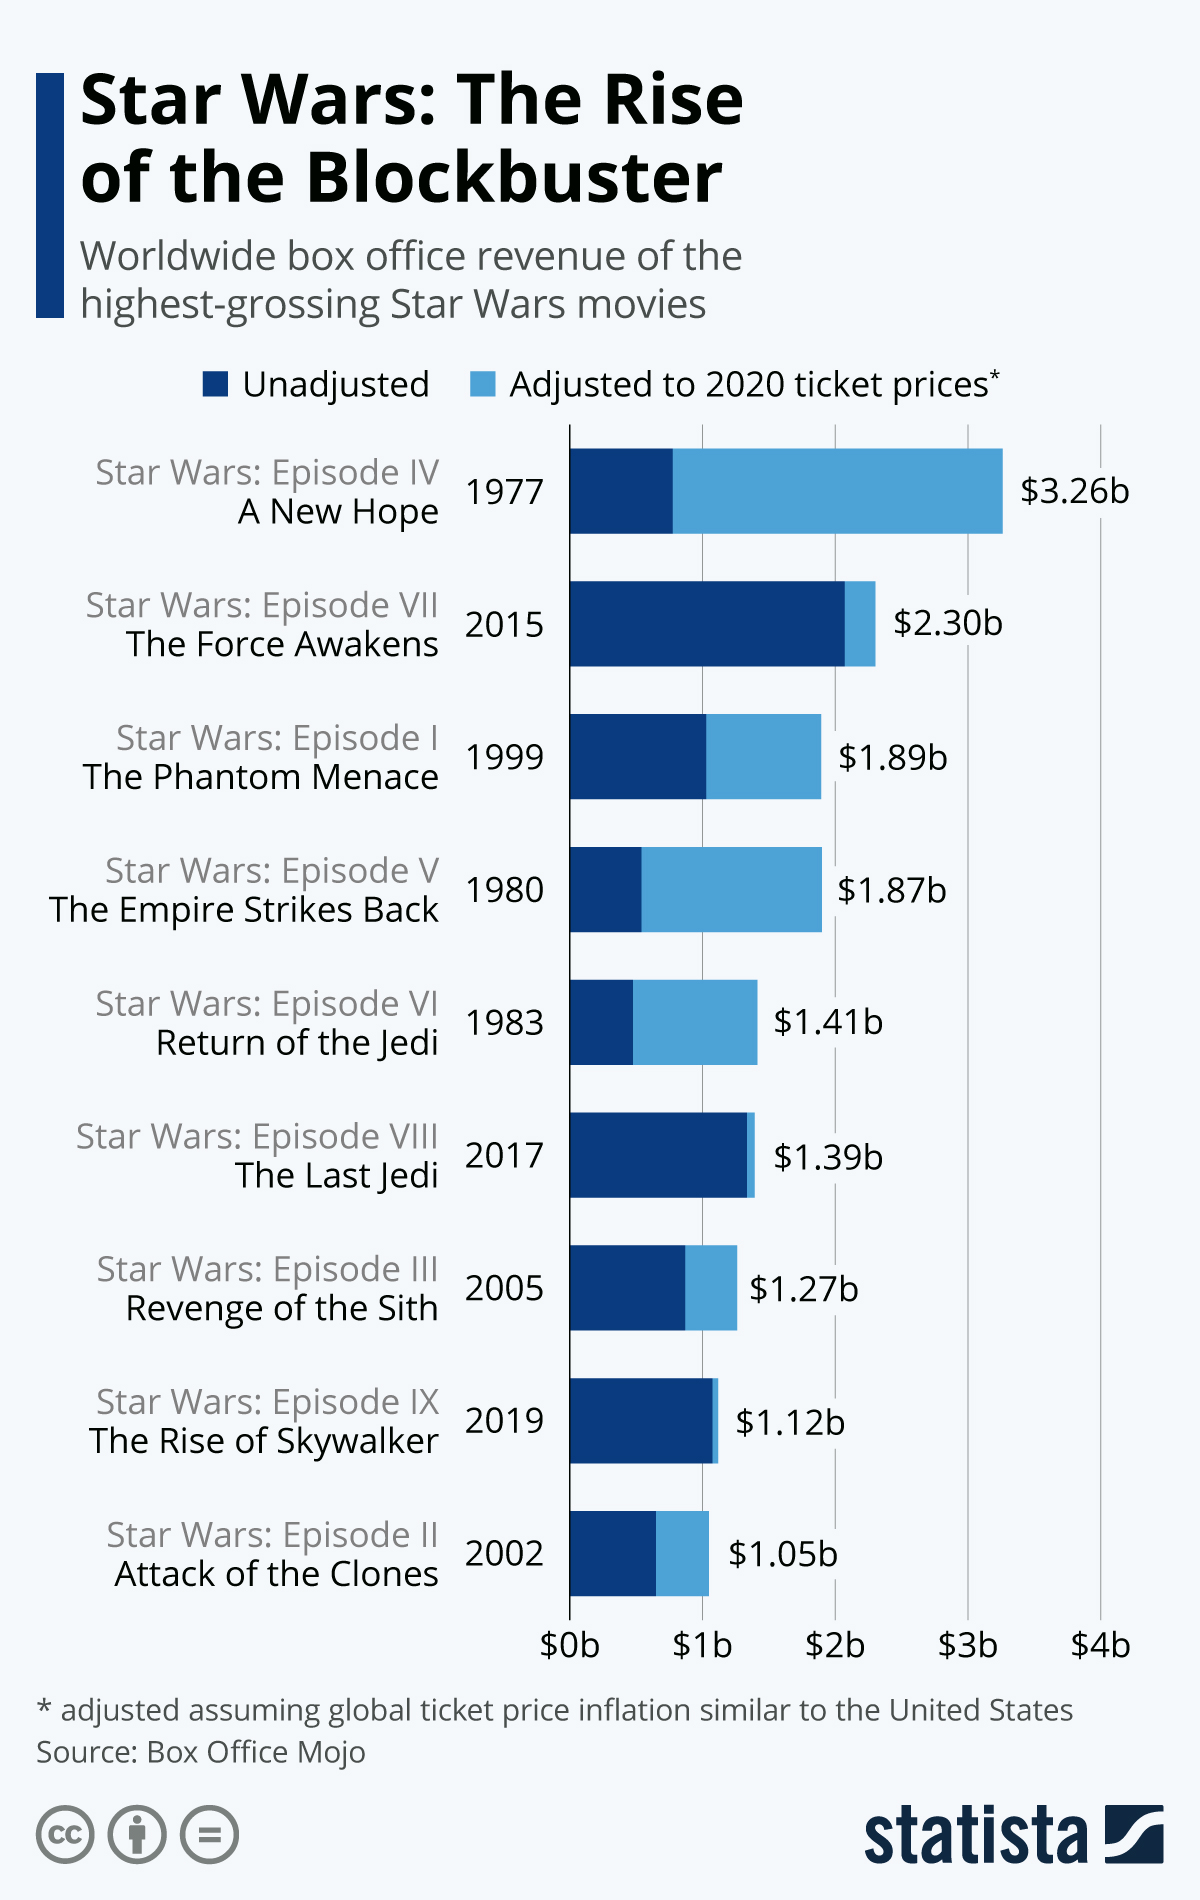 Star Wars: The Rise
of the Blockbuster
Worldwide box office revenue of the
highest-grossing Star Wars movies
Unadjusted Adjusted to 2020 ticket prices*
Star Wars: Episode IV
A New Hope
1977
$3.26b
Star Wars: Episode VII
The Force Awakens
2015
$2.30b
Star Wars: Episode I
The Phantom Menace
1999
$1.89b
Star Wars: Episode V
The Empire Strikes Back
1980
$1.87b
Star Wars: Episode VI
Return of the Jedi
1983
$1.41b
Star Wars: Episode VIII
The Last Jedi
2017
$1.39b
Star Wars: Episode III
Revenge of the Sith
2005
$1.27b
Star Wars: Episode IX
The Rise of Skywalker
2019
$1.12b
Star Wars: Episode II
Attack of the Clones
2002
$1.05b
$0b $1b $2b $3b $4b
* adjusted assuming global ticket price inflation similar to the United States
Source: Box Office Mojo
cc =
statista